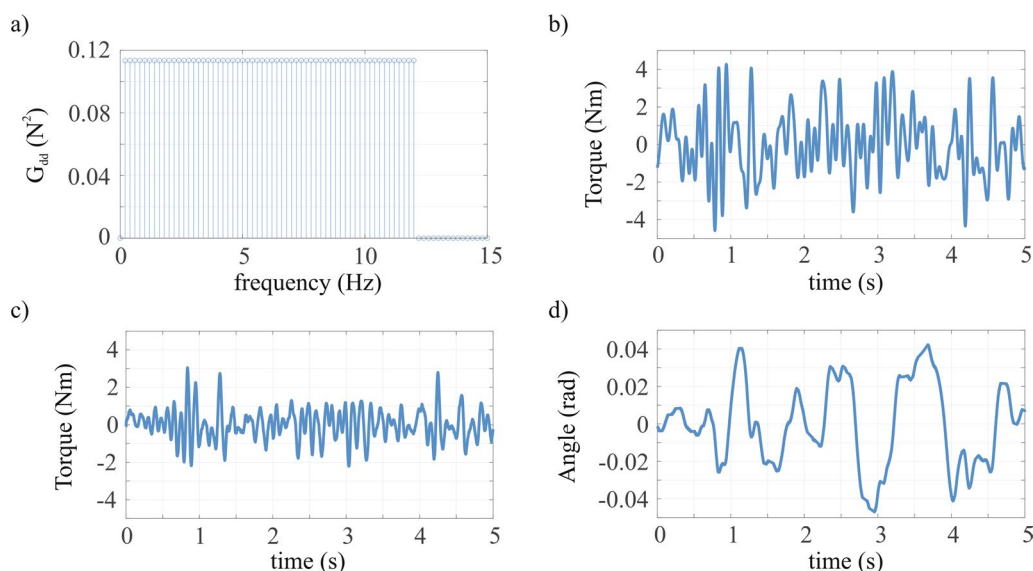 a)
0.12
0.08
0.04
0
G_dd (N²)
0 5 10 15
frequency (Hz)
b)
4
2
0
-2
-4
Torque (Nm)
0 1 2 3 4 5
time (s)
c)
4
2
0
-2
-4
Torque (Nm)
0 1 2 3 4 5
time (s)
d)
0.04
0.02
0
-0.02
-0.04
Angle (rad)
0 1 2 3 4 5
time (s)